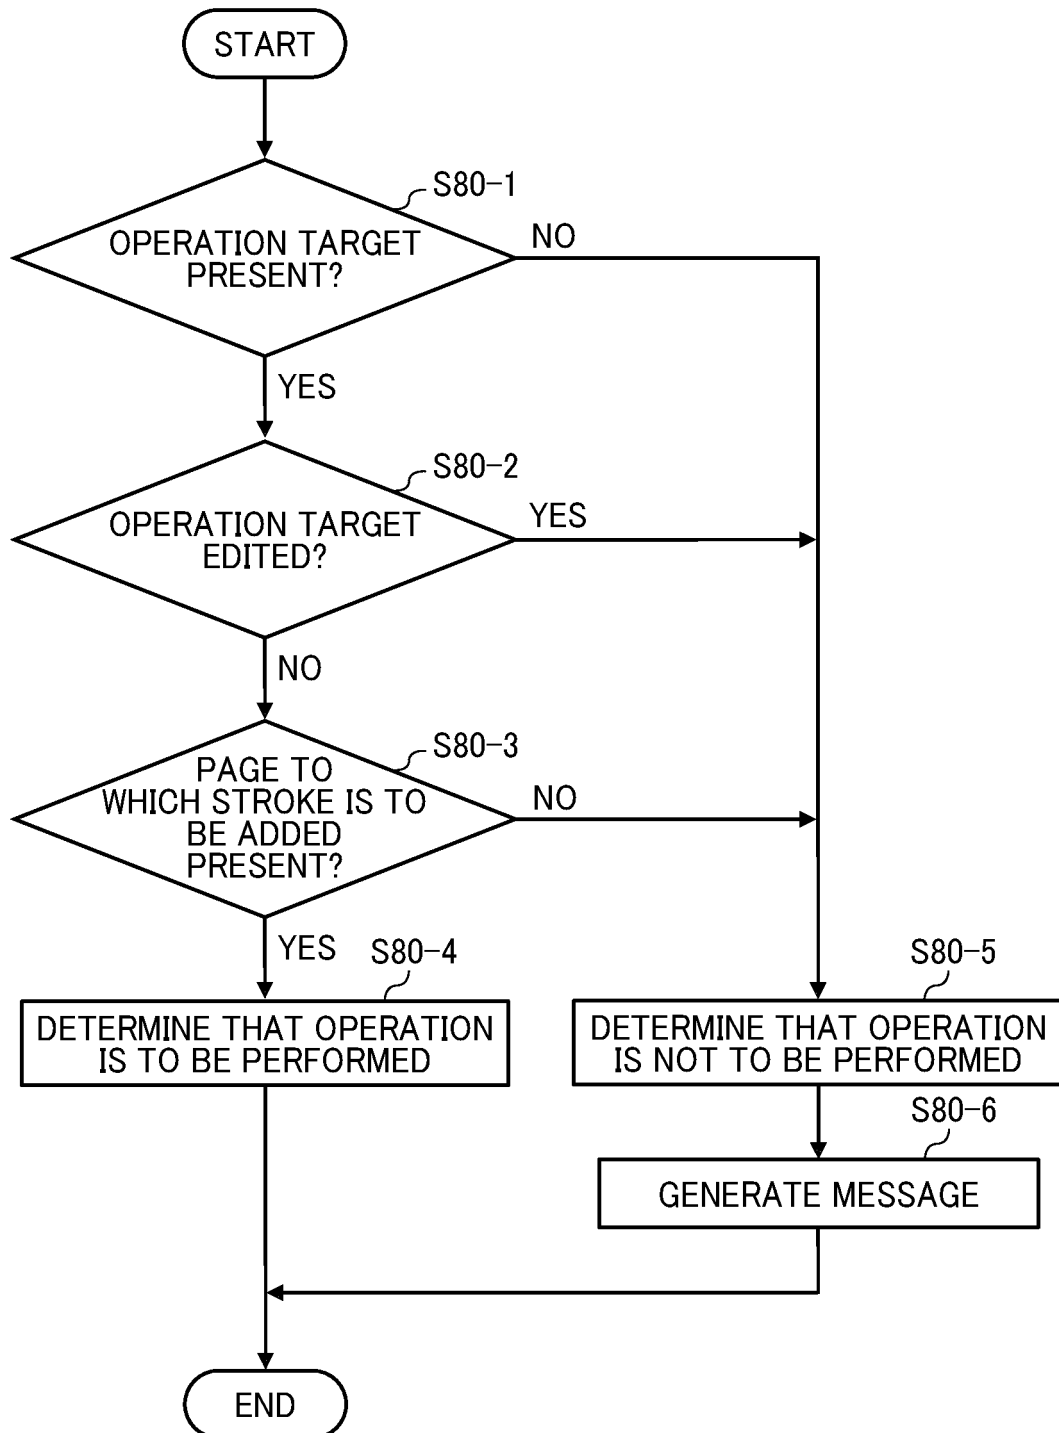 START
S80-1
OPERATION TARGET
PRESENT?
NO
YES
S80-2
OPERATION TARGET
EDITED?
YES
NO
S80-3
PAGE TO
WHICH STROKE IS TO
BE ADDED
PRESENT?
NO
YES
S80-4
DETERMINE THAT OPERATION
IS TO BE PERFORMED
S80-5
DETERMINE THAT OPERATION
IS NOT TO BE PERFORMED
S80-6
GENERATE MESSAGE
END